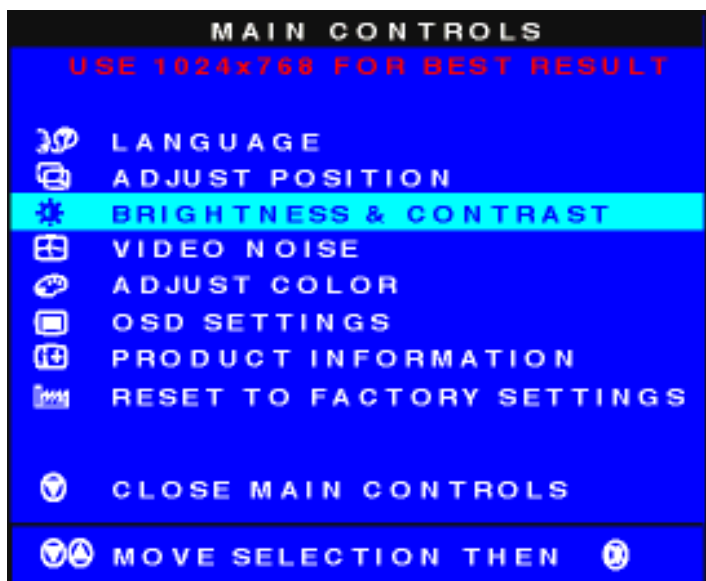 MAIN CONTROLS
USE 1024x768 FOR BEST RESULT
LANGUAGE
ADJUST POSITION
BRIGHTNESS & CONTRAST
VIDEO NOISE
ADJUST COLOR
OSD SETTINGS
PRODUCT INFORMATION
RESET TO FACTORY SETTINGS
CLOSE MAIN CONTROLS
MOVE SELECTION THEN